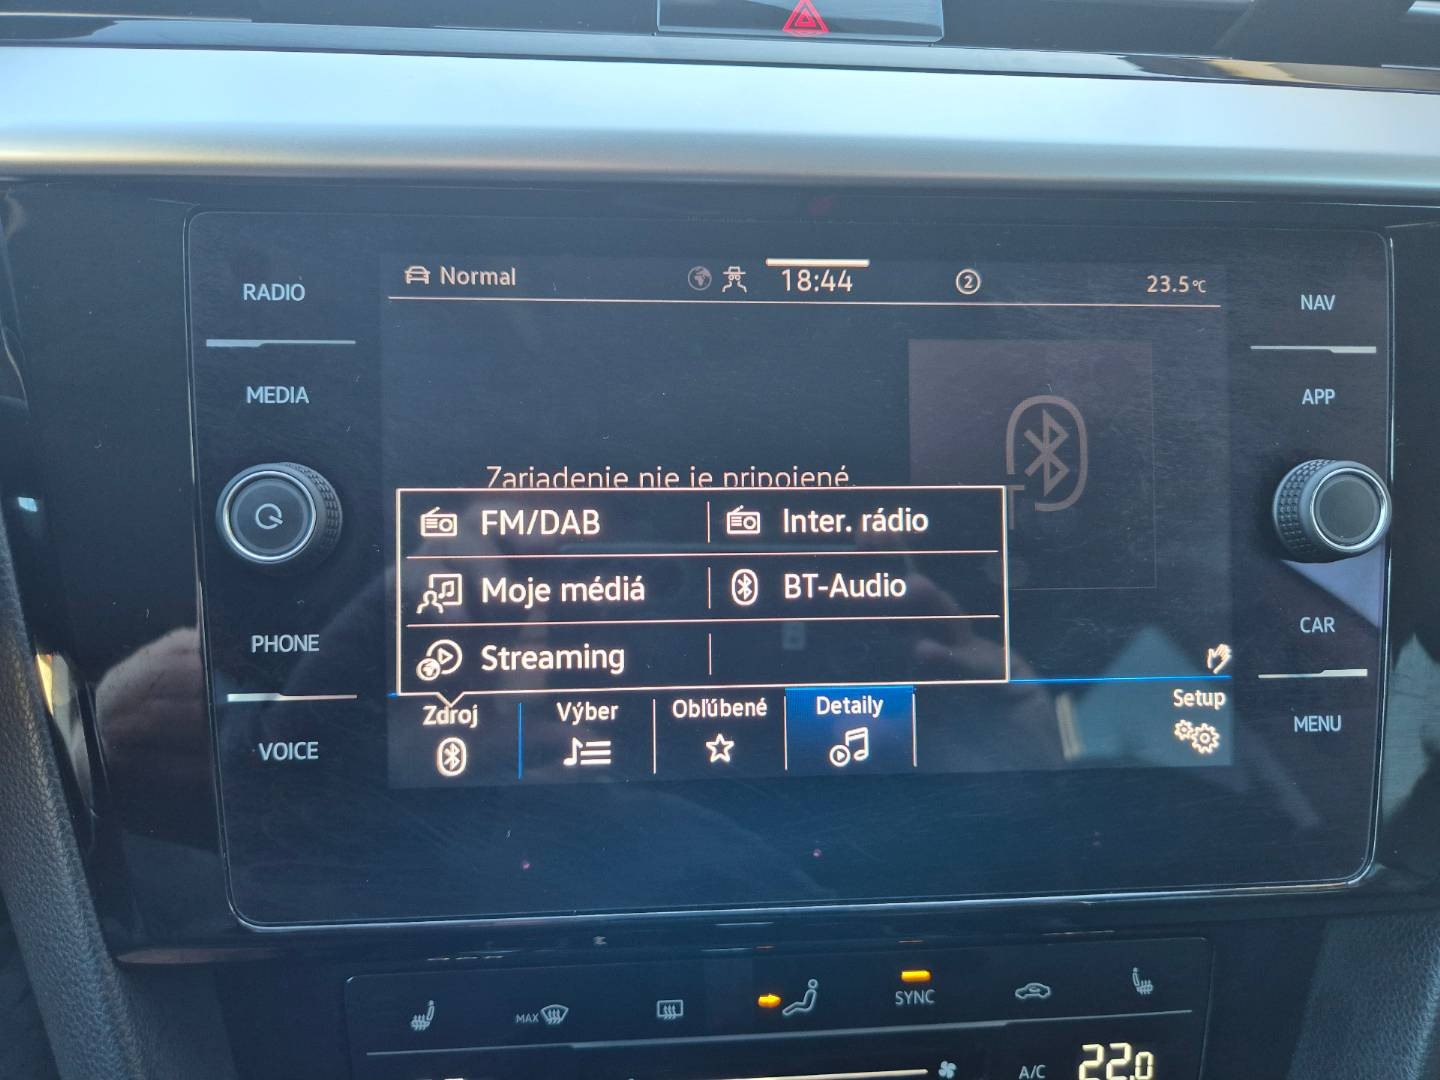 RADIO
MEDIA
PHONE
VOICE
Normal
18:44
2
23.5°C
Zariadenie nie je pripojené.
FM/DAB
Inter. rádio
Moje médiá
BT-Audio
Streaming
Zdroj
Výber
Obľúbené
Detaily
Setup
NAV
APP
CAR
MENU
MAX
SYNC
A/C
22.0